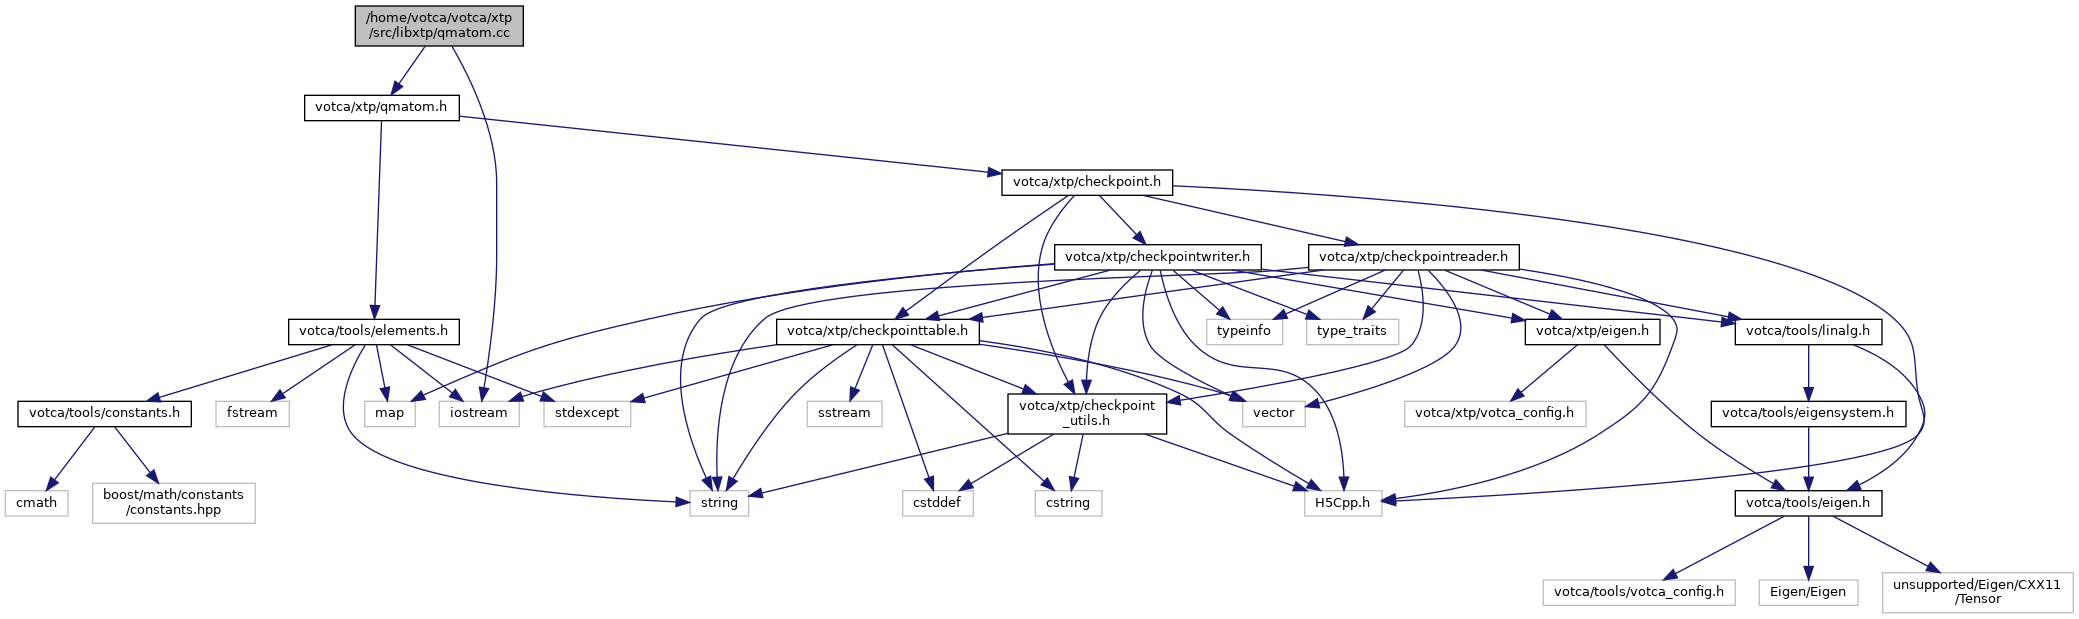 /home/votca/votca/xtp
/src/libxtp/qmatom.cc
votca/xtp/qmatom.h
votca/xtp/checkpoint.h
votca/xtp/checkpointwriter.h
votca/xtp/checkpointreader.h
votca/tools/elements.h
votca/xtp/checkpointtable.h
typeinfo
type_traits
votca/xtp/eigen.h
votca/tools/linalg.h
votca/tools/constants.h
fstream
map
iostream
stdexcept
sstream
votca/xtp/checkpoint
_utils.h
vector
votca/xtp/votca_config.h
votca/tools/eigensystem.h
cmath
boost/math/constants
/constants.hpp
string
cstddef
cstring
H5Cpp.h
votca/tools/eigen.h
votca/tools/votca_config.h
Eigen/Eigen
unsupported/Eigen/CXX11
/Tensor